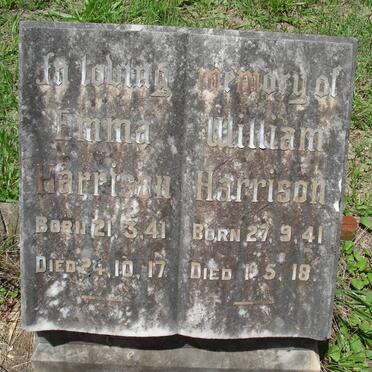 In loving memory of
Emma
Harrison
Born 21.3.41
Died 24.10.17
William
Harrison
Born 27.9.41
Died 1.5.18